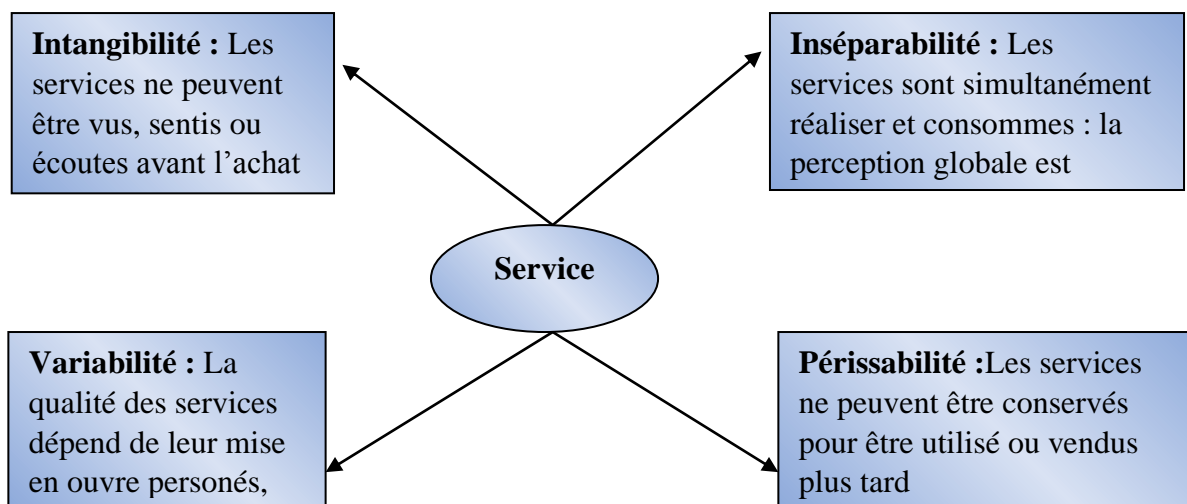 Intangibilité : Les
services ne peuvent
être vus, sentis ou
écoutes avant l'achat
Inséparabilité : Les
services sont simultanément
réaliser et consommes : la
perception globale est
Service
Variabilité : La
qualité des services
dépend de leur mise
en ouvre personés,
Périssabilité :Les services
ne peuvent être conservés
pour être utilisé ou vendus
plus tard